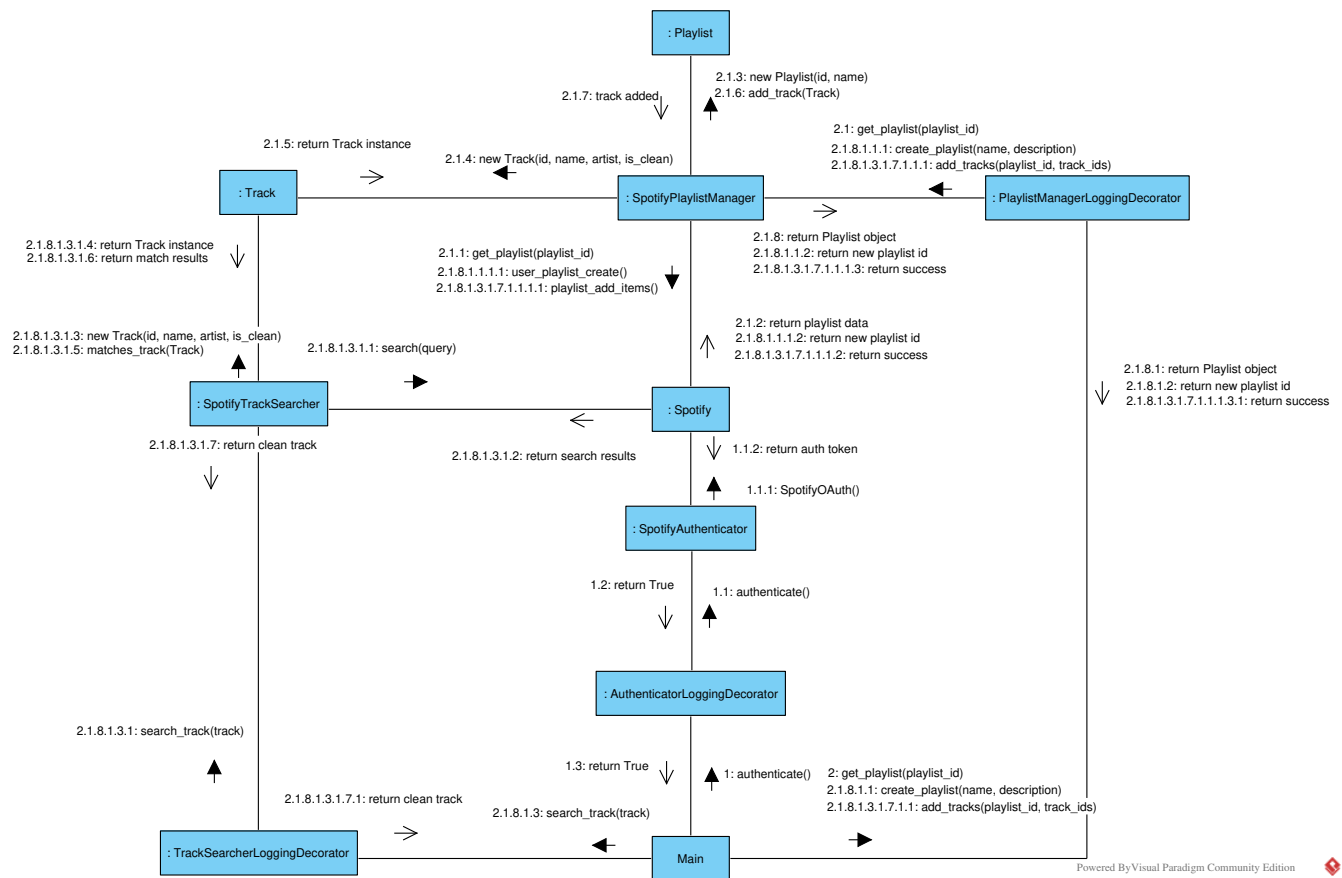 : Playlist
2.1.3: new Playlist(id, name)
2.1.7: track added
2.1.6: add_track(Track)
2.1: get_playlist(playlist_id)
2.1.5: return Track instance
2.1.8.1.1.1: create_playlist(name, description)
2.1.4: new Track(id, name, artist, is_clean)
2.1.8.1.3.1.7.1.1.1: add_tracks(playlist_id, track_ids)
: Track
: SpotifyPlaylistManager
: PlaylistManagerLoggingDecorator
2.1.8.1.3.1.4: return Track instance
2.1.8.1.3.1.6: return match results
2.1.1: get_playlist(playlist_id)
2.1.8.1.1.1.1: user_playlist_create()
2.1.8.1.3.1.7.1.1.1.1: playlist_add_items()
2.1.8: return Playlist object
2.1.8.1.1.2: return new playlist id
2.1.8.1.3.1.7.1.1.1.3: return success
2.1.8.1.3.1.3: new Track(id, name, artist, is_clean)
2.1.8.1.3.1.5: matches_track(Track)
2.1.8.1.3.1.1: search(query)
2.1.2: return playlist data
2.1.8.1.1.1.2: return new playlist id
2.1.8.1.3.1.7.1.1.1.2: return success
2.1.8.1: return Playlist object
2.1.8.1.2: return new playlist id
2.1.8.1.3.1.7.1.1.1.3.1: return success
: SpotifyTrackSearcher
: Spotify
2.1.8.1.3.1.7: return clean track
2.1.8.1.3.1.2: return search results
1.1.2: return auth token
1.1.1: SpotifyOAuth()
: SpotifyAuthenticator
1.2: return True
1.1: authenticate()
: AuthenticatorLoggingDecorator
2.1.8.1.3.1: search_track(track)
1.3: return True
1: authenticate()
2: get_playlist(playlist_id)
2.1.8.1.1: create_playlist(name, description)
2.1.8.1.3.1.7.1.1: add_tracks(playlist_id, track_ids)
2.1.8.1.3.1.7.1: return clean track
2.1.8.1.3: search_track(track)
: TrackSearcherLoggingDecorator
Main
Powered By Visual Paradigm Community Edition